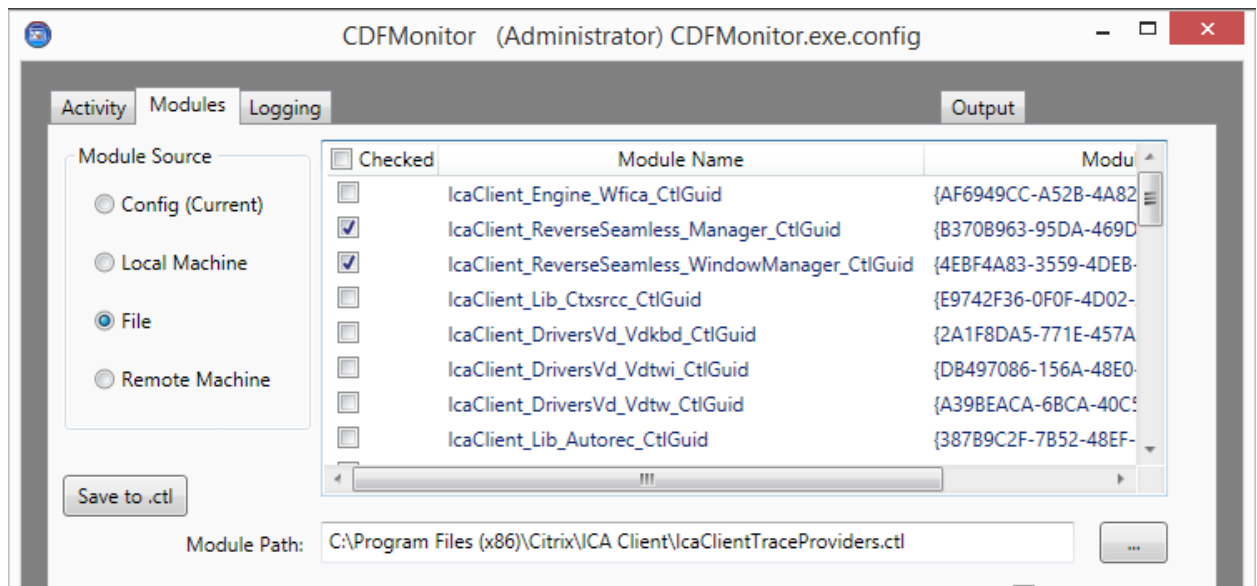 CDFMonitor (Administrator) CDFMonitor.exe.config
Activity Modules Logging Output
Module Source
Config (Current)
Local Machine
File
Remote Machine
Checked Module Name Modul
IcaClient_Engine_Wfica_CtlGuid {AF6949CC-A52B-4A82
IcaClient_ReverseSeamless_Manager_CtlGuid {B370B963-95DA-469D
IcaClient_ReverseSeamless_WindowManager_CtlGuid {4EBF4A83-3559-4DEB-
IcaClient_Lib_Ctxsrcc_CtlGuid {E9742F36-0F0F-4D02-
IcaClient_DriversVd_Vdkbd_CtlGuid {2A1F8DA5-771E-457A
IcaClient_DriversVd_Vdtwi_CtlGuid {DB497086-156A-48E0-
IcaClient_DriversVd_Vdtw_CtlGuid {A39BEACA-6BCA-40C5
IcaClient_Lib_Autorec_CtlGuid {387B9C2F-7B52-48EF-
Save to .ctl
Module Path: C:\Program Files (x86)\Citrix\ICA Client\IcaClientTraceProviders.ctl ...